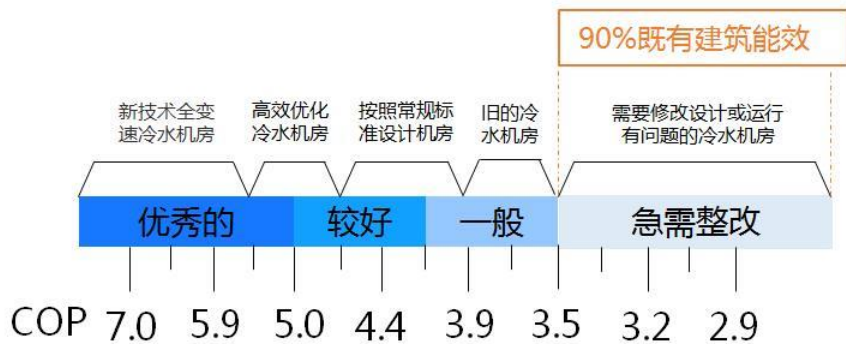 90%既有建筑能效
新技术全变
速冷水机房
高效优化
冷水机房
按照常规标
准设计机房
旧的冷
水机房
需要修改设计或运行
有问题的冷水机房
优秀的
较好
一般
急需整改
COP 7.0 5.9 5.0 4.4 3.9 3.5 3.2 2.9